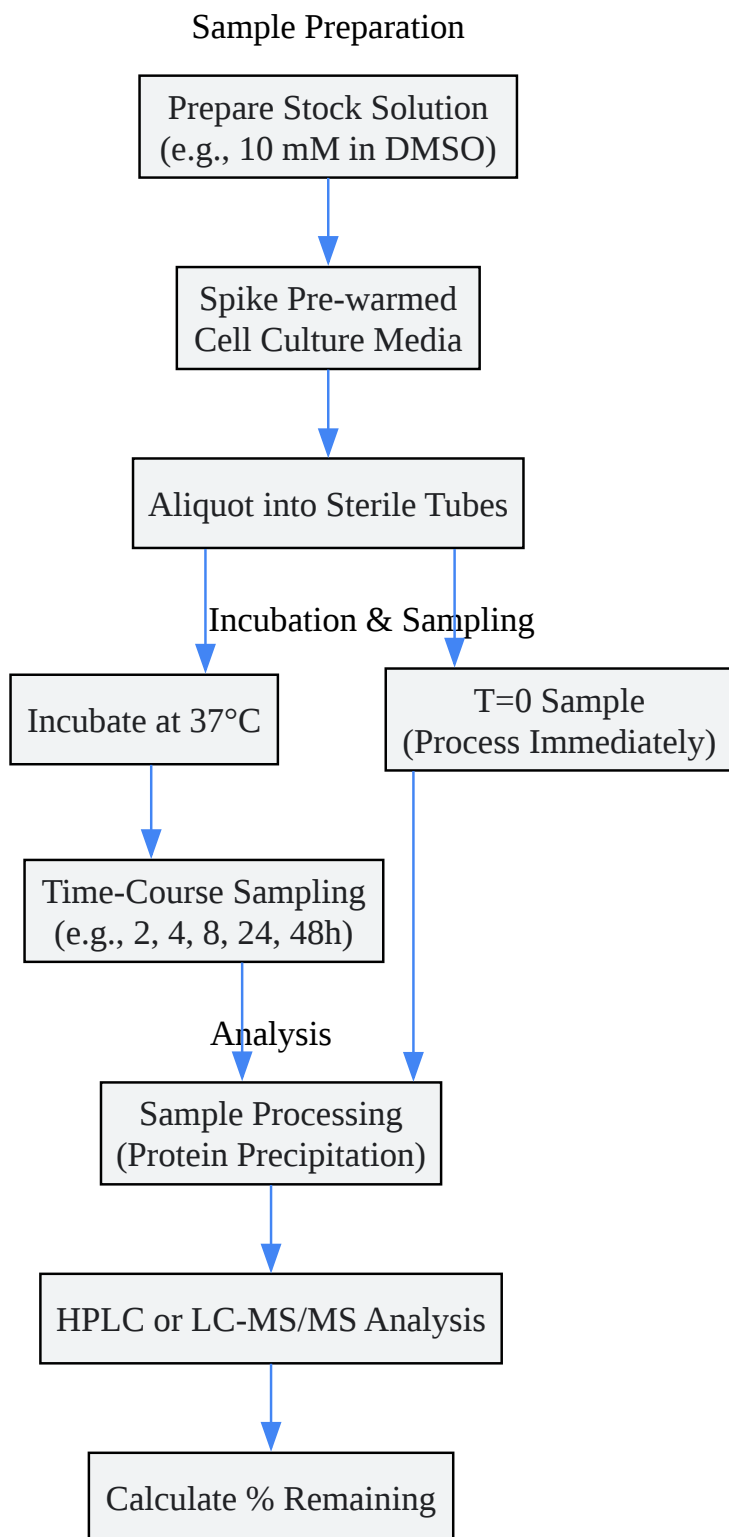 Sample Preparation
Prepare Stock Solution
(e.g., 10 mM in DMSO)
Spike Pre-warmed
Cell Culture Media
Aliquot into Sterile Tubes
Incubation & Sampling
Incubate at 37°C
T=0 Sample
(Process Immediately)
Time-Course Sampling
(e.g., 2, 4, 8, 24, 48h)
Analysis
Sample Processing
(Protein Precipitation)
HPLC or LC-MS/MS Analysis
Calculate % Remaining